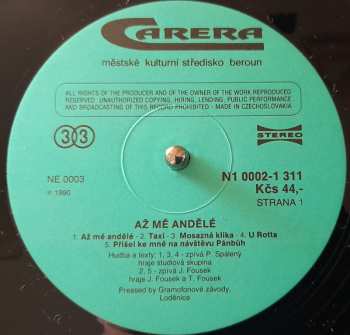 CARERA
městské kulturní středisko beroun
ALL RIGHTS OF THE PRODUCER AND OF THE OWNER OF THE WORK REPRODUCED
RESERVED · UNAUTHORIZED COPYING, HIRING, LENDING, PUBLIC PERFORMANCE
AND BROADCASTING OF THIS RECORD PROHIBITED · MADE IN CZECHOSLOVAKIA
33
STEREO
NE 0003
℗ 1990
N1 0002-1 311
Kčs 44,-
STRANA 1
AŽ MĚ ANDĚLÉ
1. Až mě andělé · 2. Taxi · 3. Mosazná klika · 4. U Rotta
5. Přišel ke mně na návštěvu Pánbůh
Hudba a texty: 1, 3, 4 - zpívá P. Spálený
hraje studiová skupina
2, 5 - zpívá J. Fousek
hraje J. Fousek a T. Fousek
Pressed by Gramofonové závody,
Loděnice